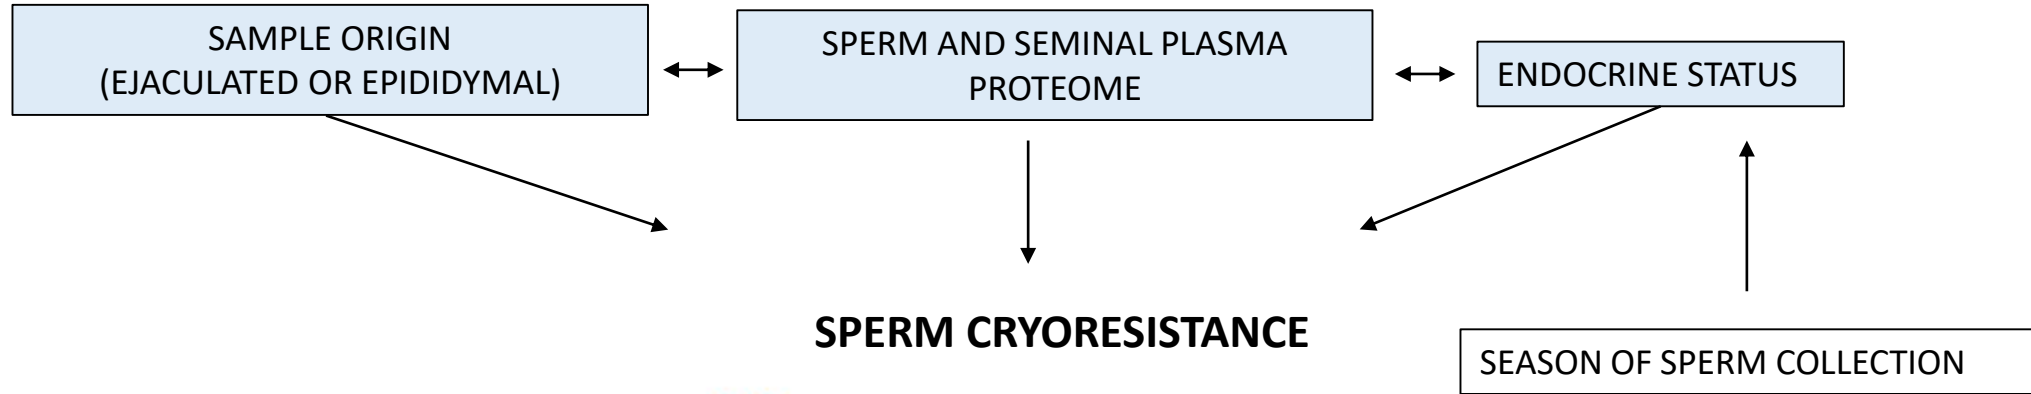 SAMPLE ORIGIN
(EJACULATED OR EPIDIDYMAL)
SPERM AND SEMINAL PLASMA
PROTEOME
ENDOCRINE STATUS
SPERM CRYORESISTANCE
SEASON OF SPERM COLLECTION